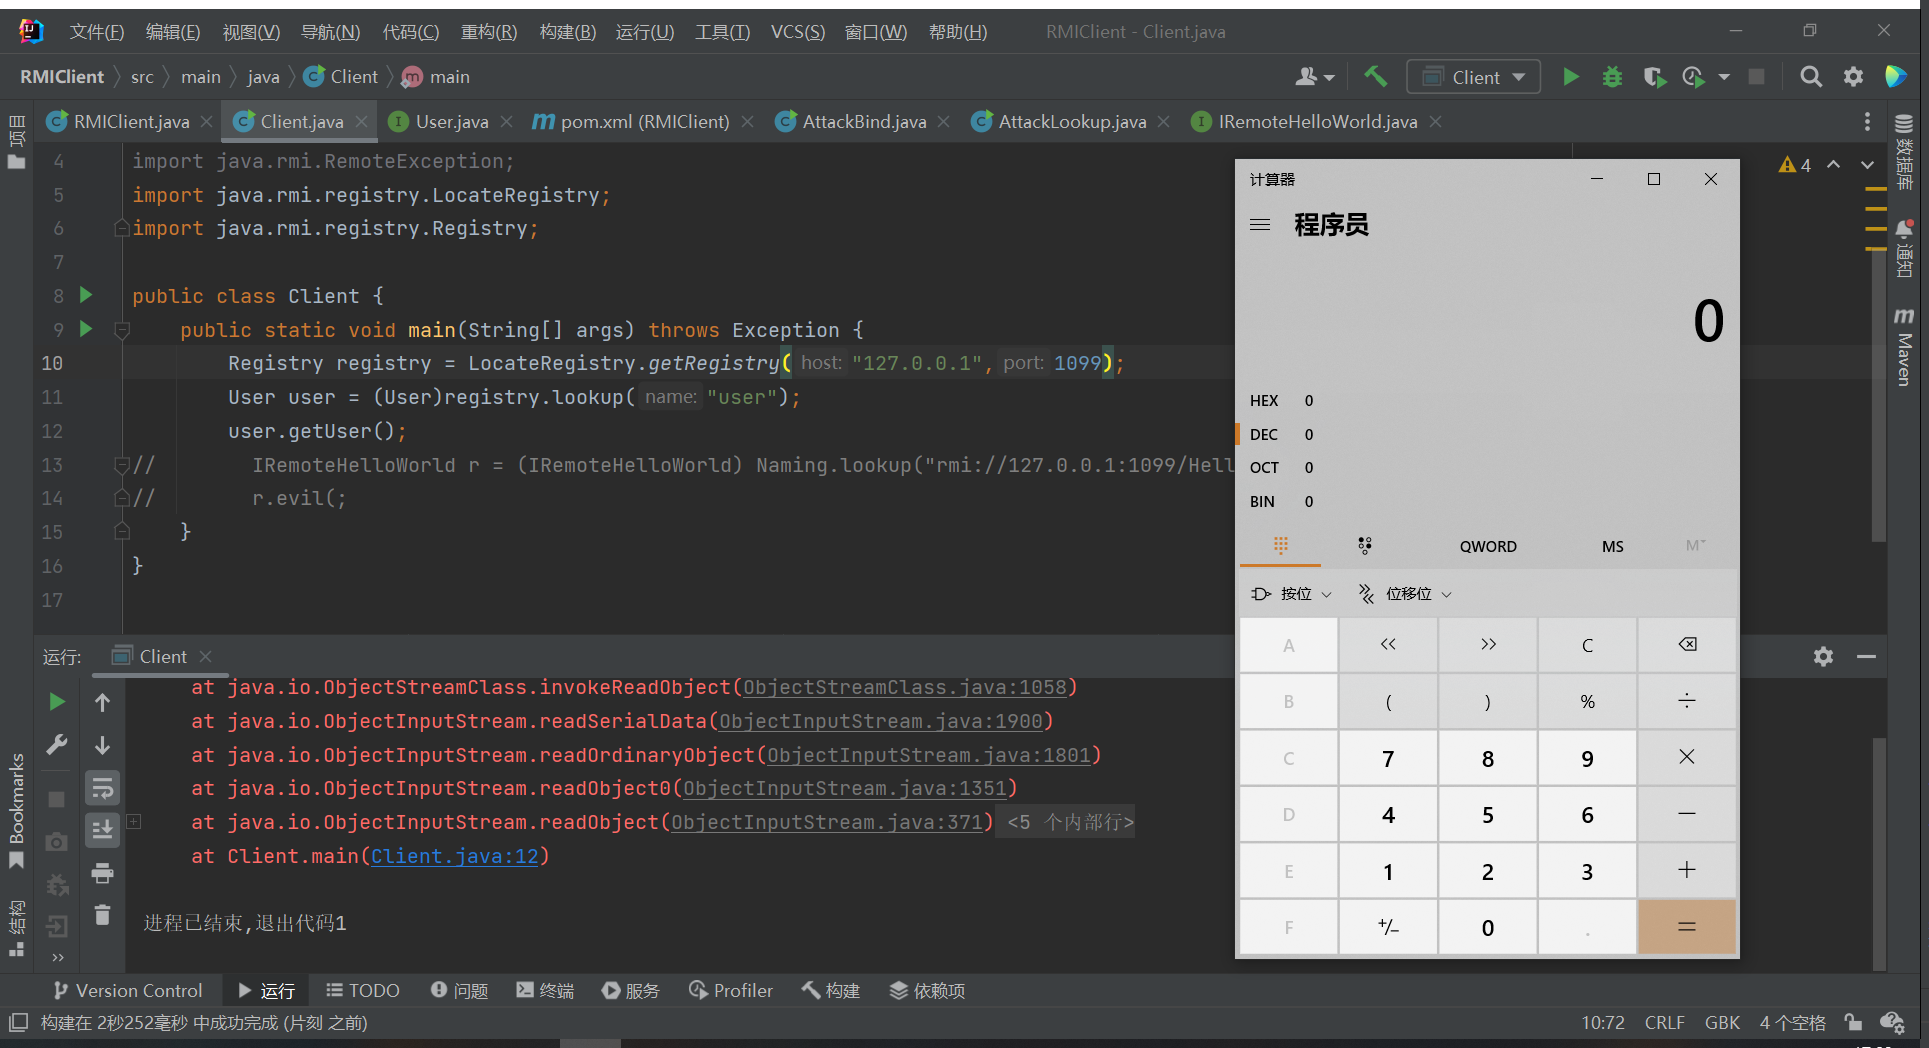 文件(F) 编辑(E) 视图(V) 导航(N) 代码(C) 重构(R) 构建(B) 运行(U) 工具(T) VCS(S) 窗口(W) 帮助(H) RMIClient - Client.java
RMIClient src main java Client main
Client
RMIClient.java Client.java User.java pom.xml (RMIClient) AttackBind.java AttackLookup.java IRemoteHelloWorld.java
项目
4 import java.rmi.RemoteException;
5 import java.rmi.registry.LocateRegistry;
6 import java.rmi.registry.Registry;
7
8 public class Client {
9 public static void main(String[] args) throws Exception {
10 Registry registry = LocateRegistry.getRegistry( host: "127.0.0.1", port: 1099);
11 User user = (User)registry.lookup( name: "user");
12 user.getUser();
13 // IRemoteHelloWorld r = (IRemoteHelloWorld) Naming.lookup("rmi://127.0.0.1:1099/Hell
14 // r.evil(;
15 }
16 }
17
4
数据库
通知
Maven
计算器
程序员
0
HEX 0
DEC 0
OCT 0
BIN 0
QWORD MS M
按位 位移位
A << >> C
B ( ) % ÷
C 7 8 9 ×
D 4 5 6 −
E 1 2 3 +
F +/− 0 . =
运行: Client
at java.io.ObjectStreamClass.invokeReadObject(ObjectStreamClass.java:1058)
at java.io.ObjectInputStream.readSerialData(ObjectInputStream.java:1900)
at java.io.ObjectInputStream.readOrdinaryObject(ObjectInputStream.java:1801)
at java.io.ObjectInputStream.readObject0(ObjectInputStream.java:1351)
at java.io.ObjectInputStream.readObject(ObjectInputStream.java:371) <5 个内部行>
at Client.main(Client.java:12)
进程已结束,退出代码1
Bookmarks
结构
Version Control 运行 TODO 问题 终端 服务 Profiler 构建 依赖项
构建在 2秒252毫秒 中成功完成 (片刻 之前)
10:72 CRLF GBK 4 个空格